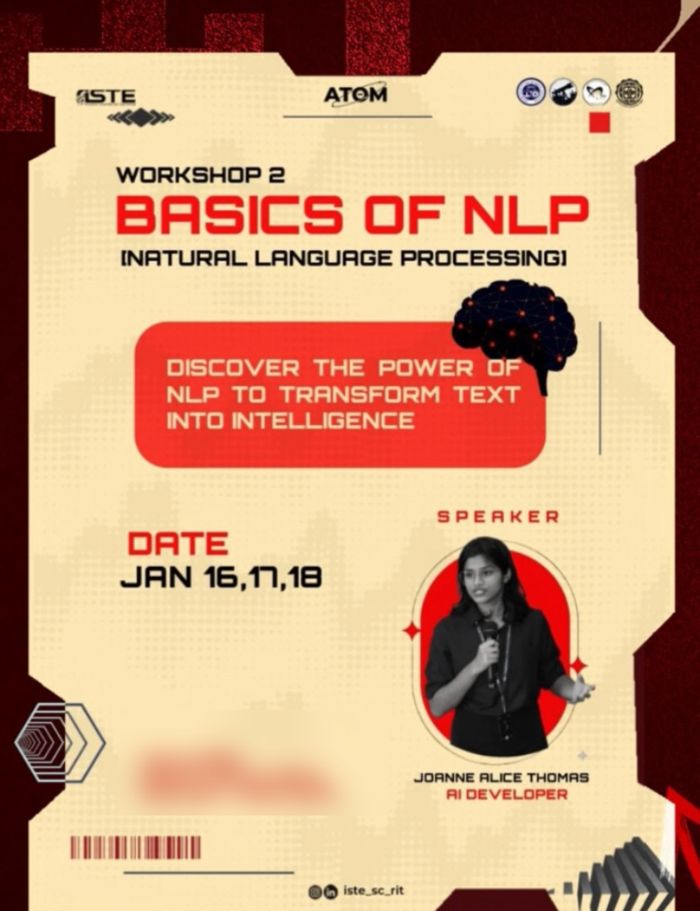 ISTE
ATOM
WORKSHOP 2
BASICS OF NLP
[NATURAL LANGUAGE PROCESSING]
DISCOVER THE POWER OF
NLP TO TRANSFORM TEXT
INTO INTELLIGENCE
SPEAKER
DATE
JAN 16,17,18
JOANNE ALICE THOMAS
AI DEVELOPER
iste_sc_rit